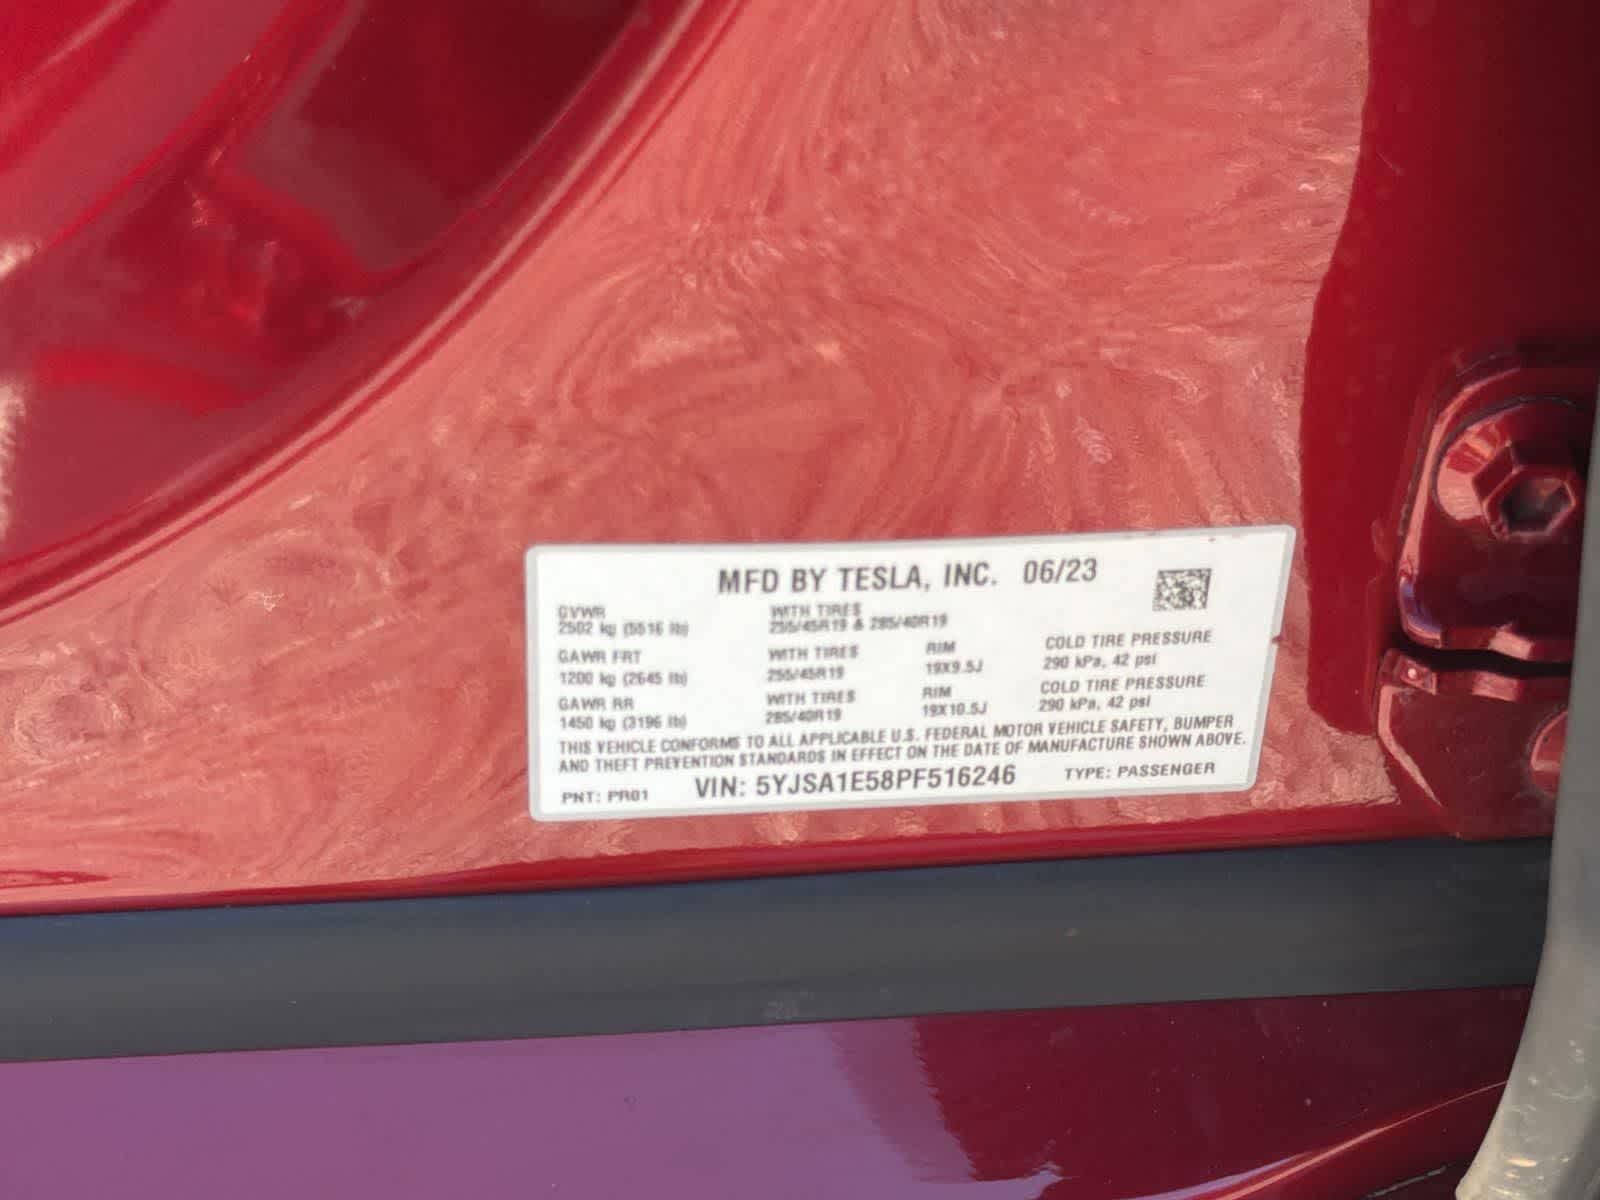 MFD BY TESLA, INC. 06/23
GVWR WITH TIRES
2502 kg (5516 lb) 255/45R19 & 285/40R19
GAWR FRT WITH TIRES RIM COLD TIRE PRESSURE
1200 kg (2645 lb) 255/45R19 19X9.5J 290 kPa, 42 psi
GAWR RR WITH TIRES RIM COLD TIRE PRESSURE
1450 kg (3196 lb) 285/40R19 19X10.5J 290 kPa, 42 psi
THIS VEHICLE CONFORMS TO ALL APPLICABLE U.S. FEDERAL MOTOR VEHICLE SAFETY, BUMPER
AND THEFT PREVENTION STANDARDS IN EFFECT ON THE DATE OF MANUFACTURE SHOWN ABOVE.
PNT: PR01 VIN: 5YJSA1E58PF516246 TYPE: PASSENGER